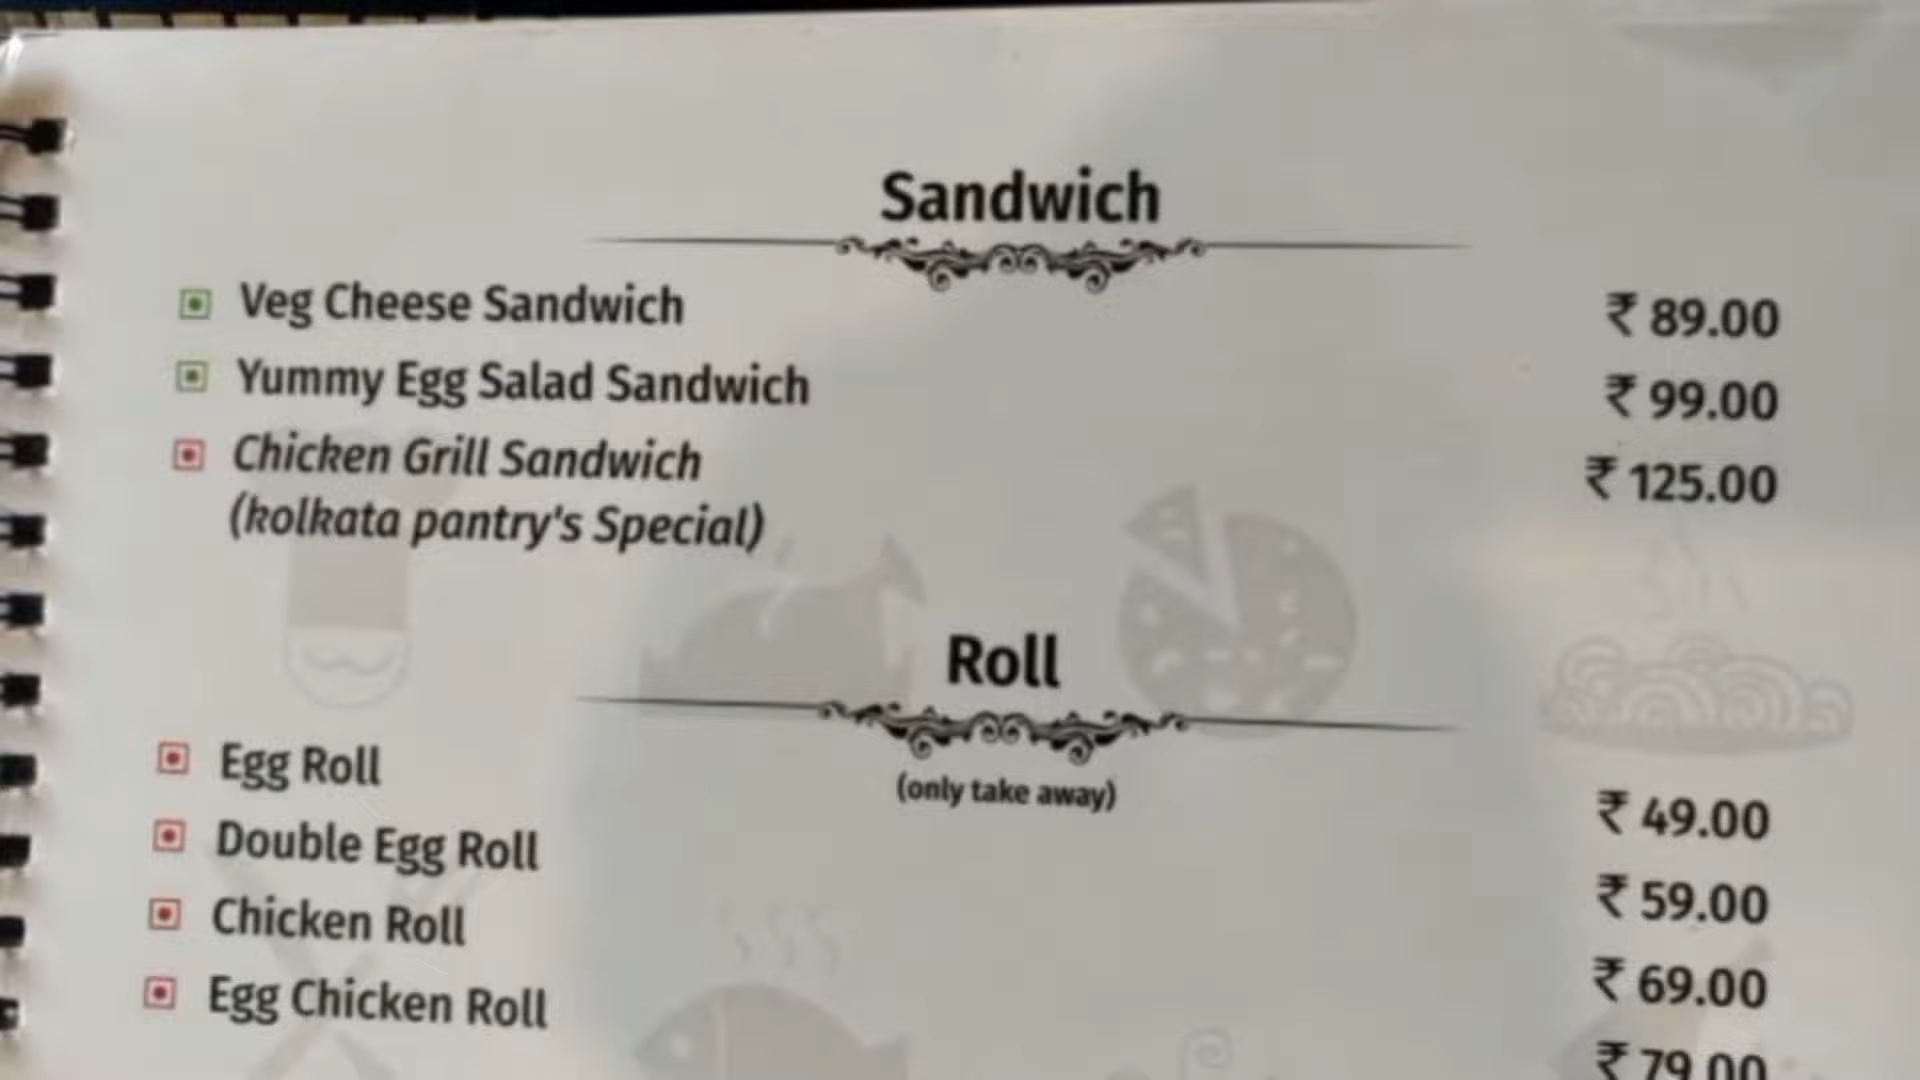 Sandwich
Veg Cheese Sandwich ₹ 89.00
Yummy Egg Salad Sandwich ₹ 99.00
Chicken Grill Sandwich ₹ 125.00
(kolkata pantry's Special)
Roll
(only take away)
Egg Roll ₹ 49.00
Double Egg Roll ₹ 59.00
Chicken Roll ₹ 69.00
Egg Chicken Roll ₹ 79.00